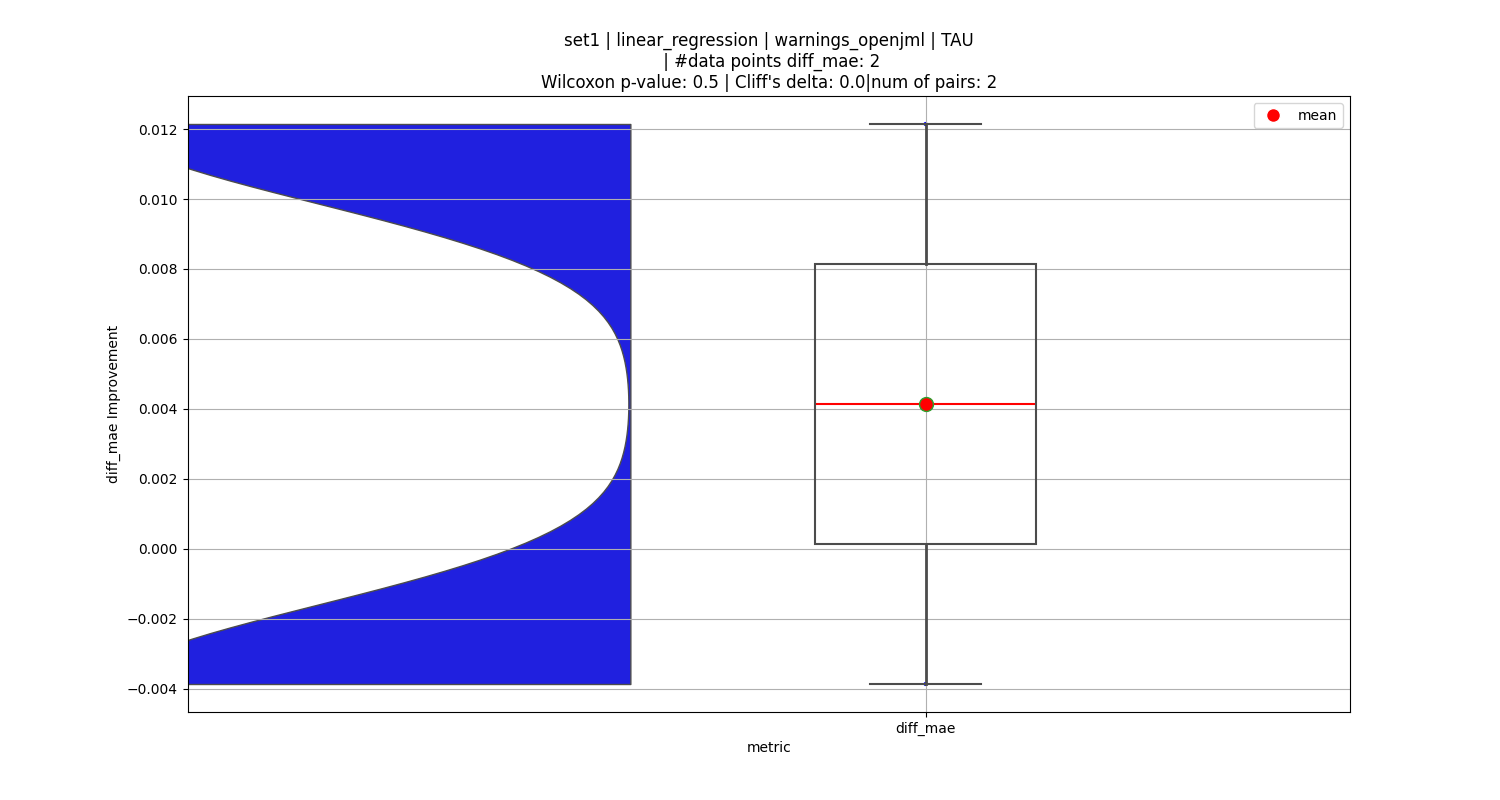 set1 | linear_regression | warnings_openjml | TAU
| #data points diff_mae: 2
Wilcoxon p-value: 0.5 | Cliff's delta: 0.0|num of pairs: 2
mean
0.012
0.010
0.008
0.006
0.004
0.002
0.000
−0.002
−0.004
diff_mae Improvement
diff_mae
metric